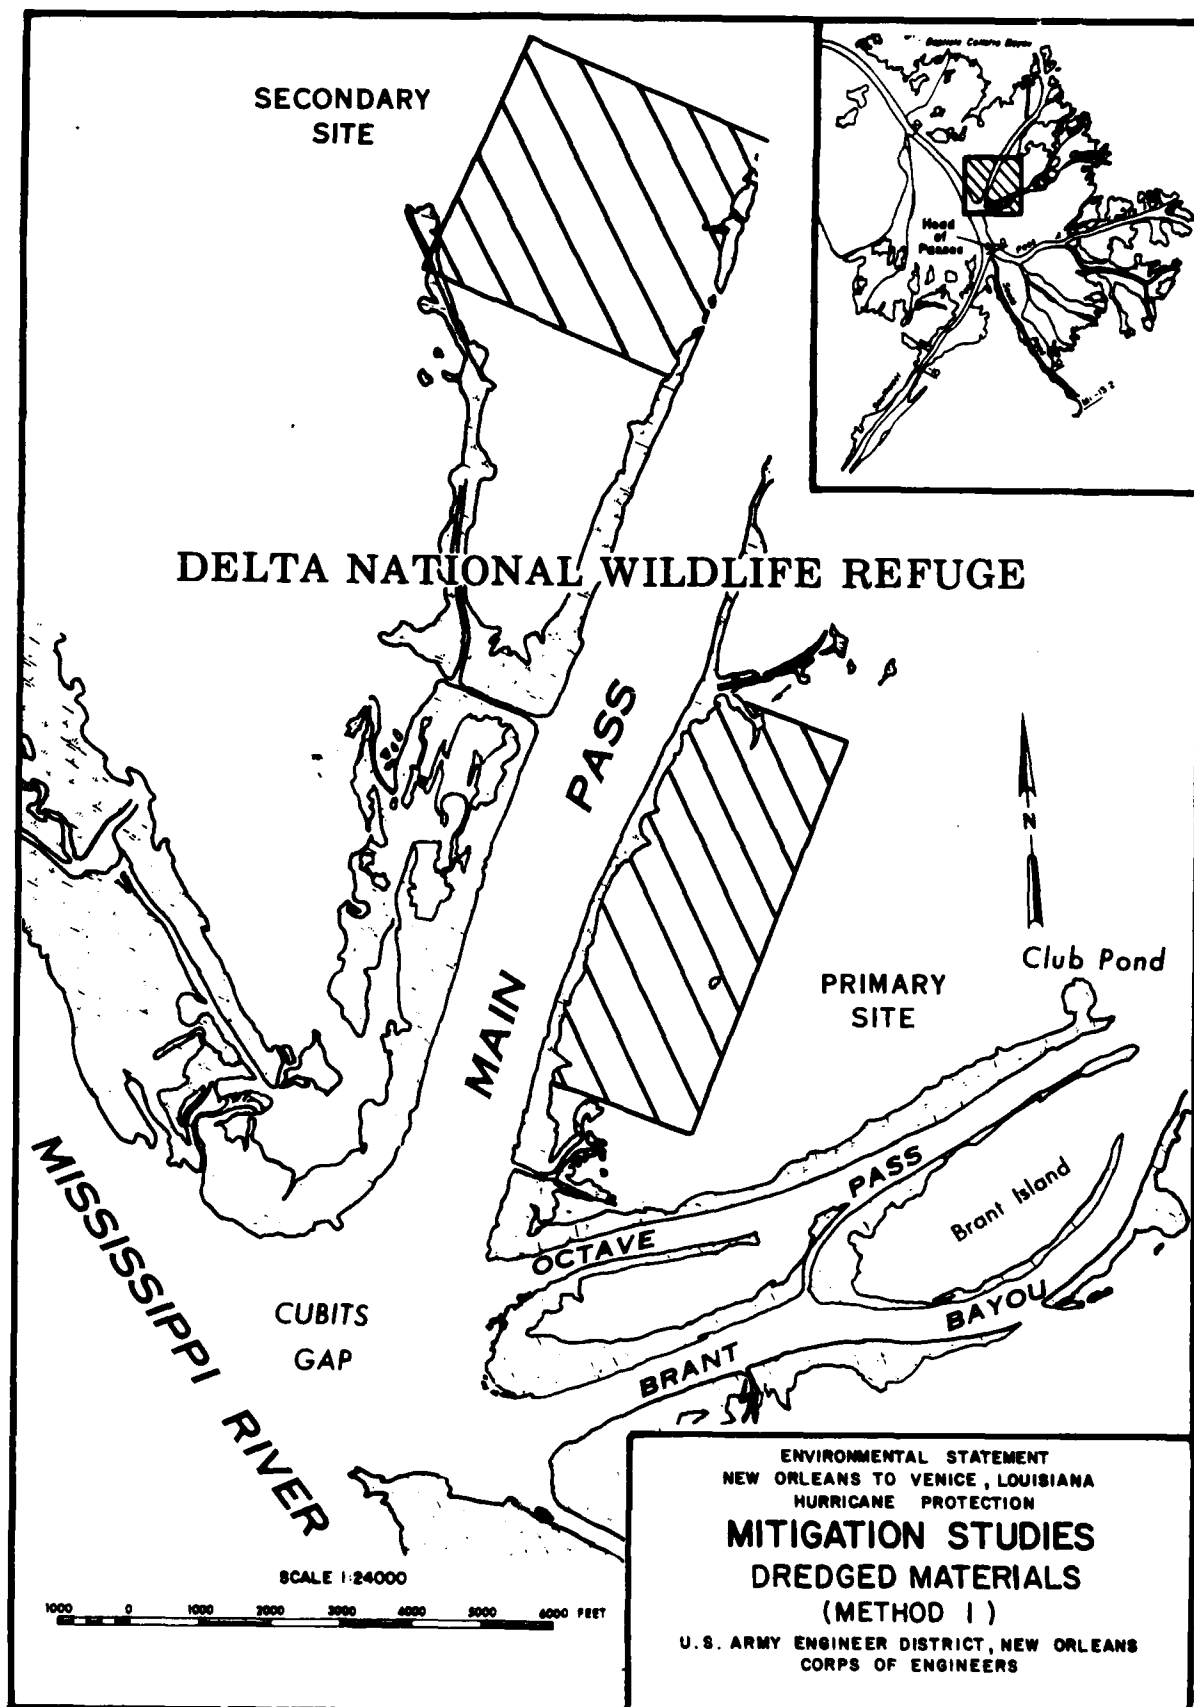 SECONDARY
SITE
Head
of
Passes
DELTA NATIONAL WILDLIFE REFUGE
MAIN PASS
N
Club Pond
PRIMARY
SITE
OCTAVE PASS
Brant Island
BRANT BAYOU
CUBITS
GAP
MISSISSIPPI RIVER
SCALE 1:24000
1000 0 1000 2000 3000 4000 5000 6000 FEET
ENVIRONMENTAL STATEMENT
NEW ORLEANS TO VENICE, LOUISIANA
HURRICANE PROTECTION
MITIGATION STUDIES
DREDGED MATERIALS
(METHOD 1)
U.S. ARMY ENGINEER DISTRICT, NEW ORLEANS
CORPS OF ENGINEERS